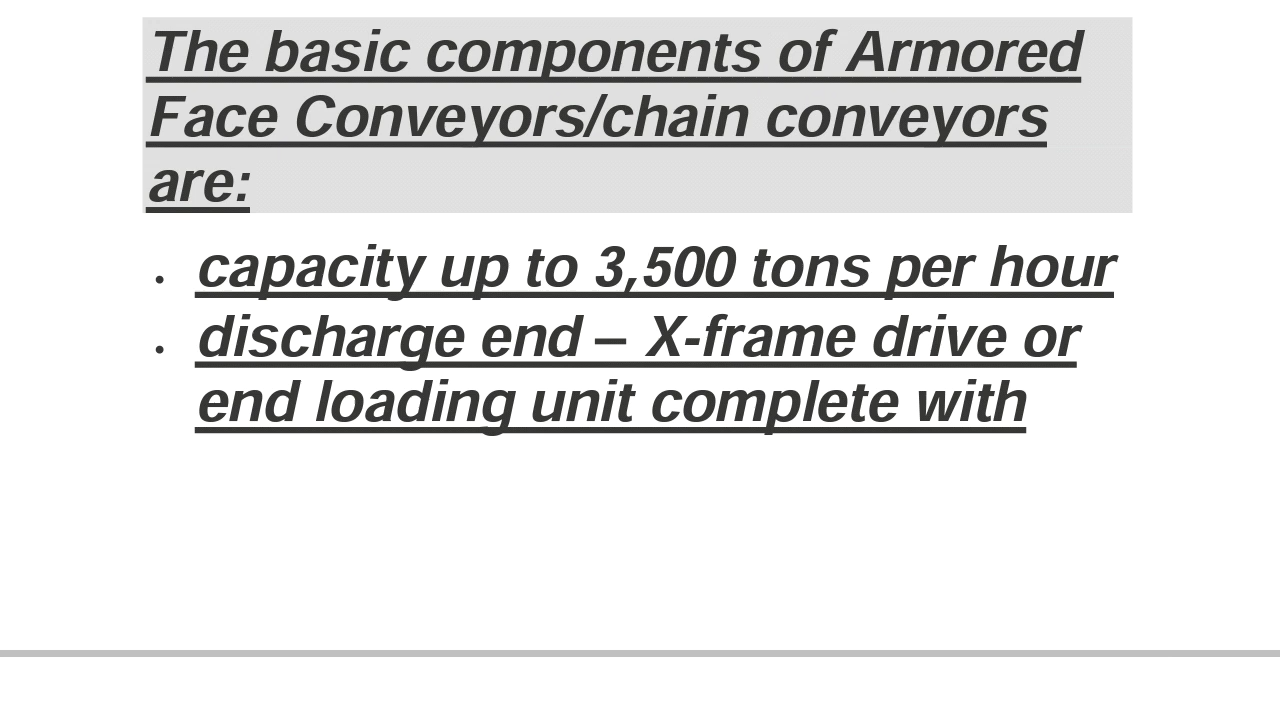 The basic components of Armored
Face Conveyors/chain conveyors
are:
• capacity up to 3,500 tons per hour
• discharge end – X-frame drive or
end loading unit complete with